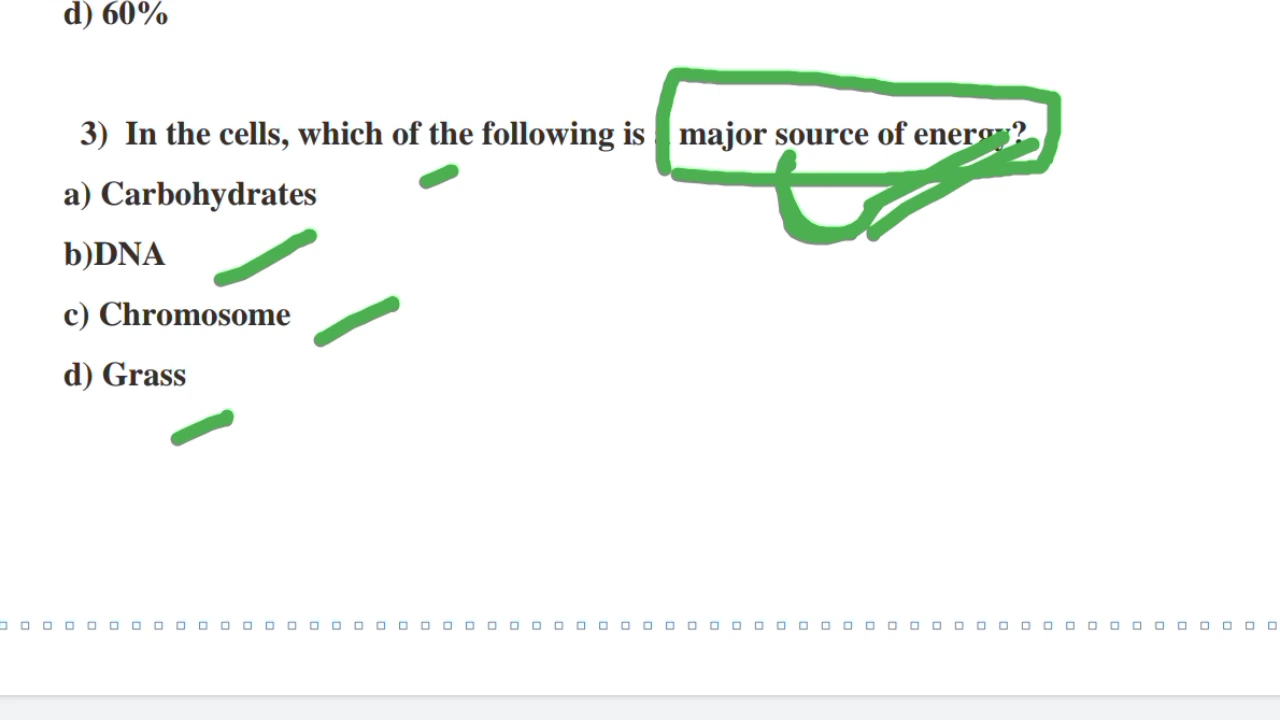 d) 60%
3) In the cells, which of the following is major source of energy?
a) Carbohydrates
b)DNA
c) Chromosome
d) Grass